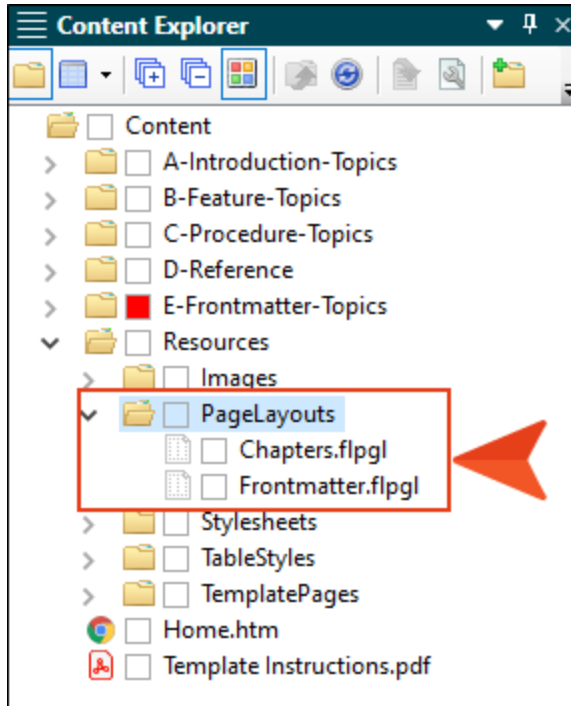 Content Explorer
Content
A-Introduction-Topics
B-Feature-Topics
C-Procedure-Topics
D-Reference
E-Frontmatter-Topics
Resources
Images
PageLayouts
Chapters.flpgl
Frontmatter.flpgl
Stylesheets
TableStyles
TemplatePages
Home.htm
Template Instructions.pdf